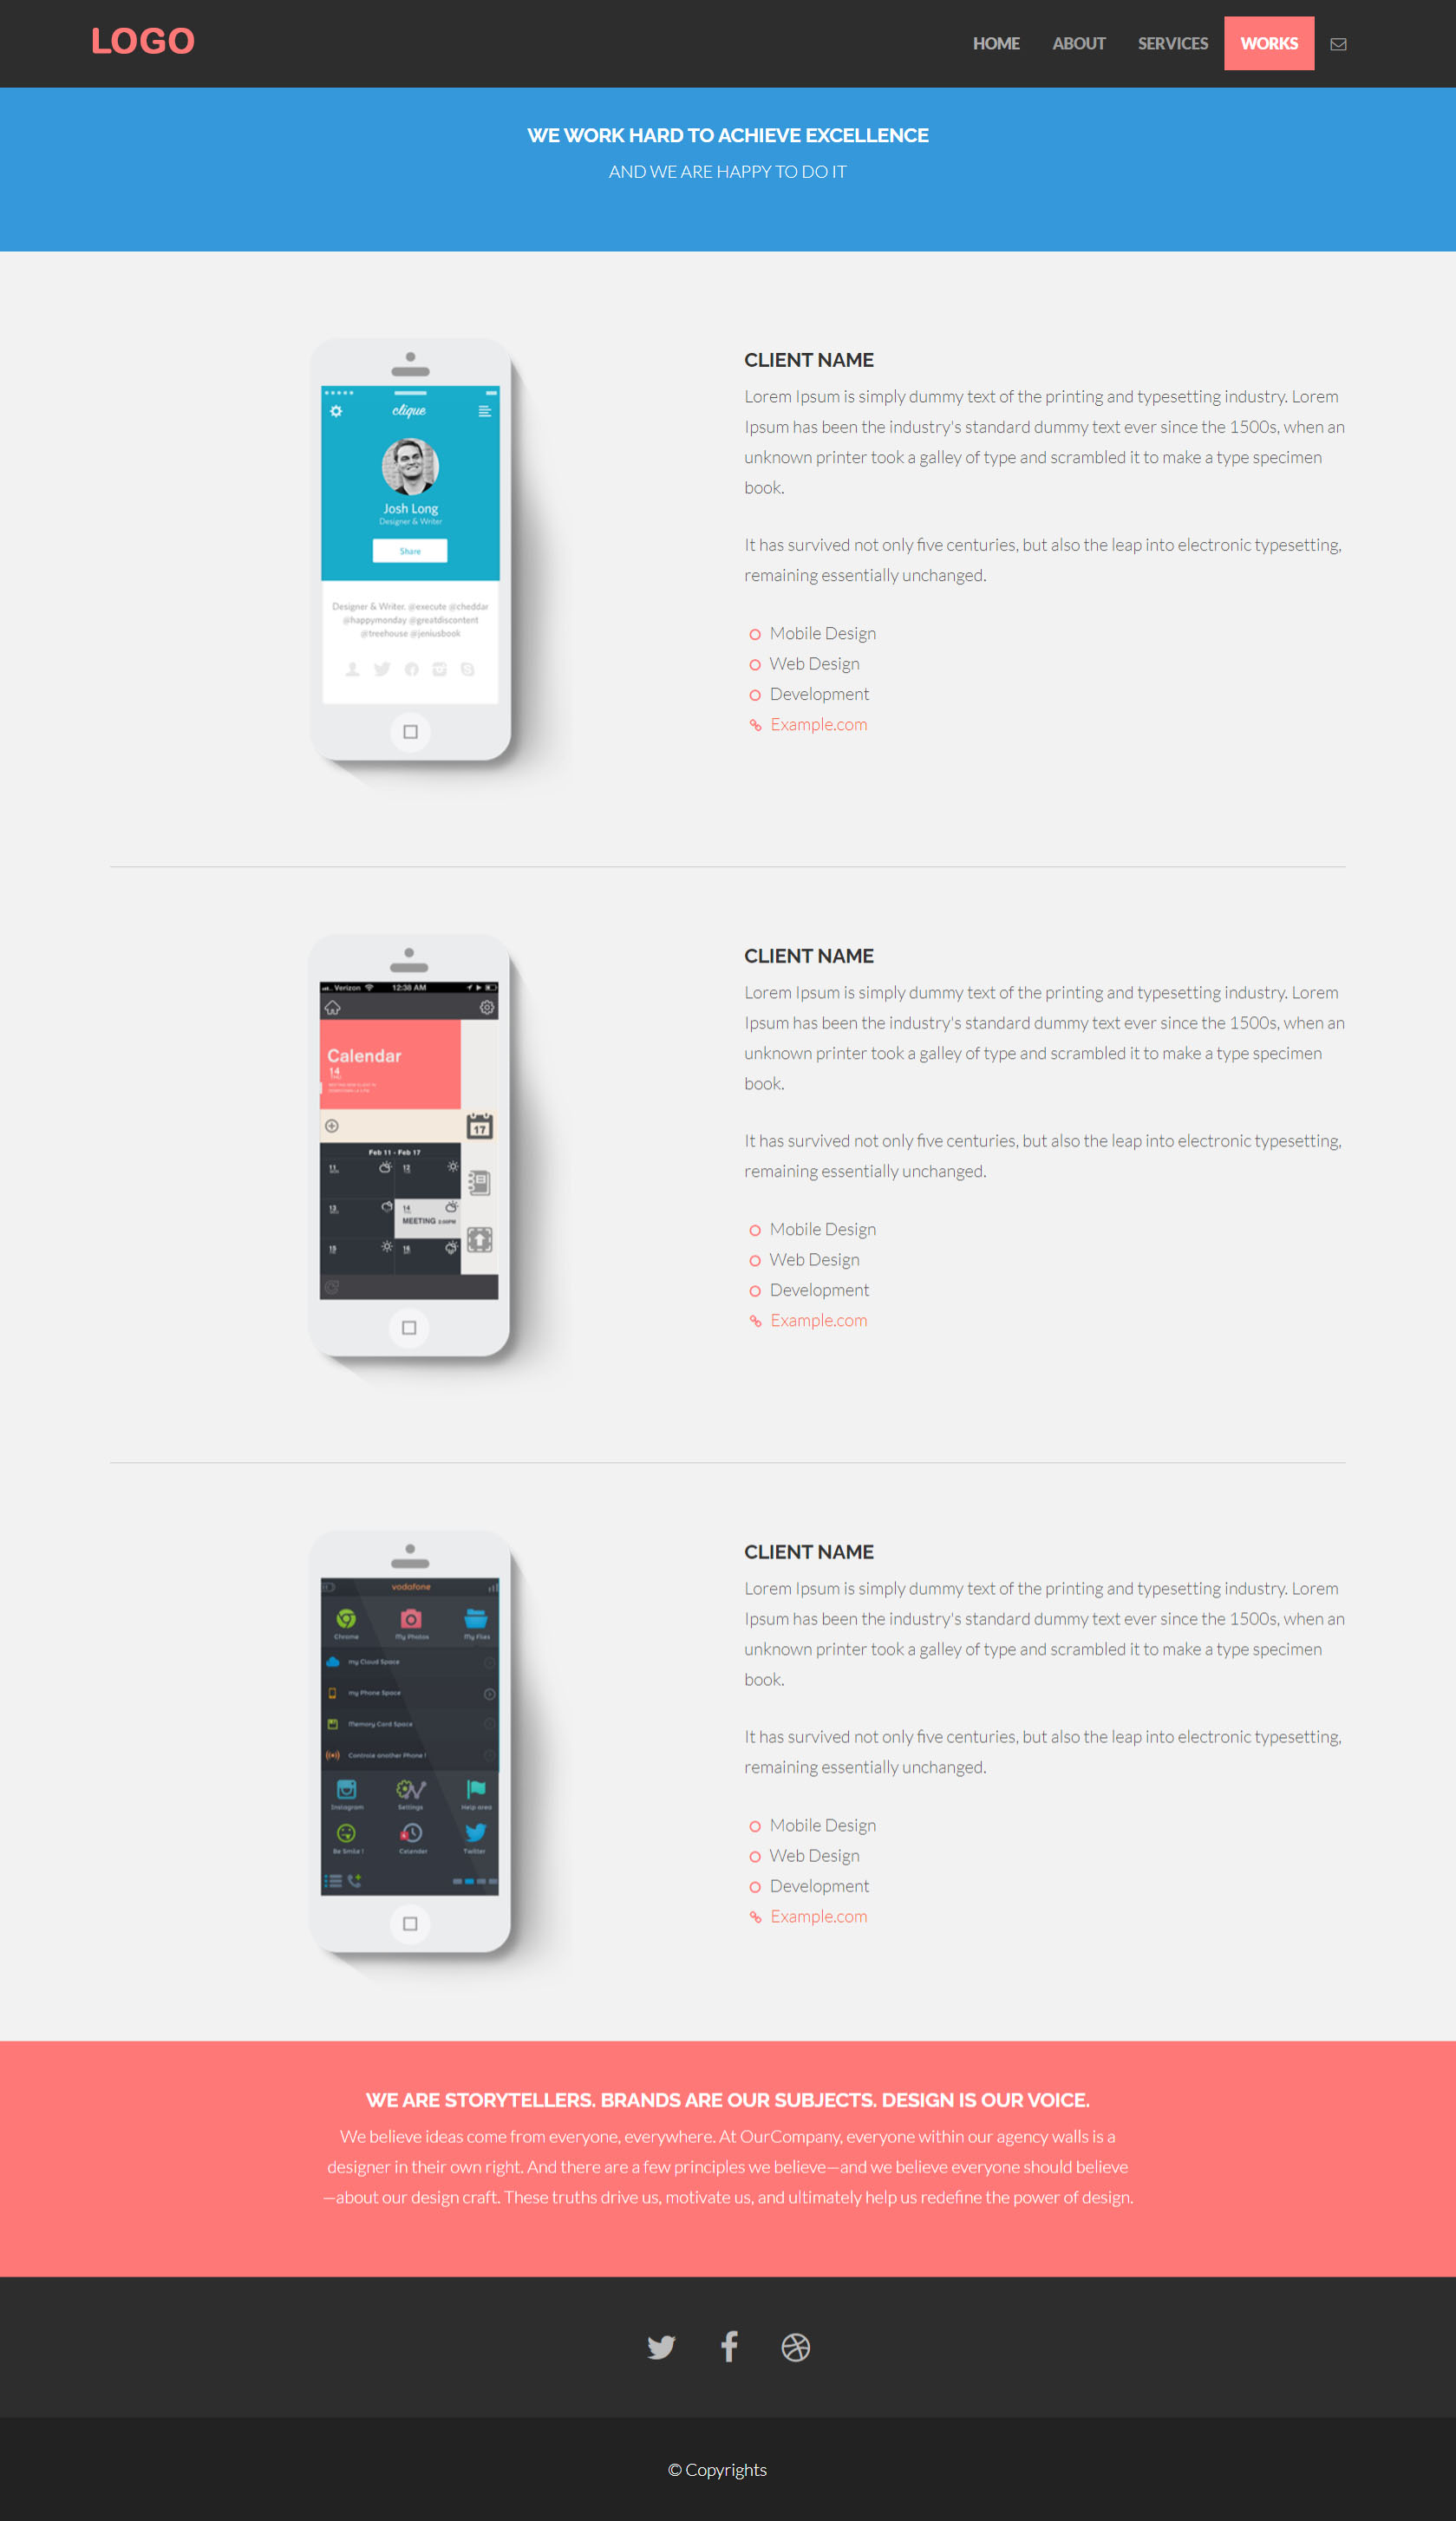 LOGO
HOME ABOUT SERVICES WORKS
WE WORK HARD TO ACHIEVE EXCELLENCE
AND WE ARE HAPPY TO DO IT
clique
Josh Long
Designer & Writer
Share
Designer & Writer. @execute @cheddar
@happymonday @greatdiscontent
@treehouse @jeniusbook
CLIENT NAME
Lorem Ipsum is simply dummy text of the printing and typesetting industry. Lorem
Ipsum has been the industry's standard dummy text ever since the 1500s, when an
unknown printer took a galley of type and scrambled it to make a type specimen
book.
It has survived not only five centuries, but also the leap into electronic typesetting,
remaining essentially unchanged.
Mobile Design
Web Design
Development
Example.com
Verizon 12:38 AM
Calendar
14
THU
17
Feb 11 - Feb 17
11 12
13 14
MEETING 2.00PM
15 16
CLIENT NAME
Lorem Ipsum is simply dummy text of the printing and typesetting industry. Lorem
Ipsum has been the industry's standard dummy text ever since the 1500s, when an
unknown printer took a galley of type and scrambled it to make a type specimen
book.
It has survived not only five centuries, but also the leap into electronic typesetting,
remaining essentially unchanged.
Mobile Design
Web Design
Development
Example.com
vodafone
Chrome My Photos My Files
my Cloud Space
my Phone Space
Memory Card Space
Controle another Phone !
Instagram Settings Help area
Be Smile ! Calendar Twitter
CLIENT NAME
Lorem Ipsum is simply dummy text of the printing and typesetting industry. Lorem
Ipsum has been the industry's standard dummy text ever since the 1500s, when an
unknown printer took a galley of type and scrambled it to make a type specimen
book.
It has survived not only five centuries, but also the leap into electronic typesetting,
remaining essentially unchanged.
Mobile Design
Web Design
Development
Example.com
WE ARE STORYTELLERS. BRANDS ARE OUR SUBJECTS. DESIGN IS OUR VOICE.
We believe ideas come from everyone, everywhere. At OurCompany, everyone within our agency walls is a
designer in their own right. And there are a few principles we believe—and we believe everyone should believe
—about our design craft. These truths drive us, motivate us, and ultimately help us redefine the power of design.
© Copyrights